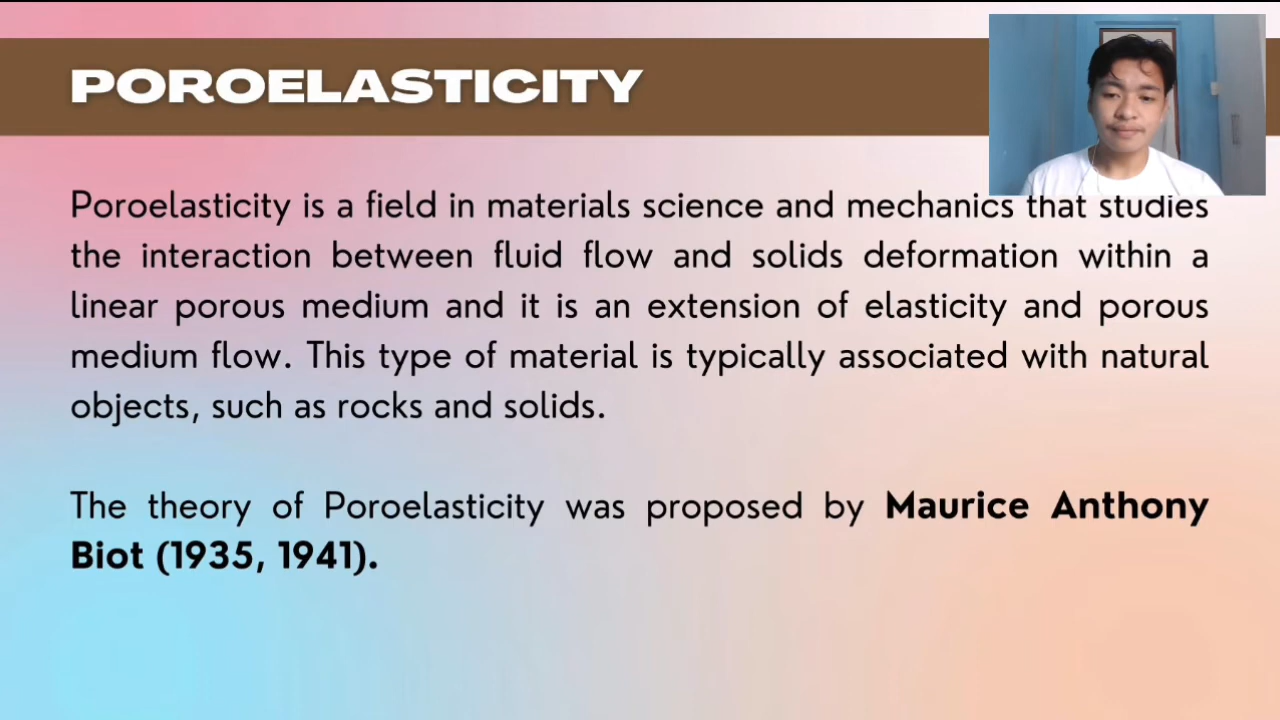 POROELASTICITY
Poroelasticity is a field in materials science and mechanics that studies
the interaction between fluid flow and solids deformation within a
linear porous medium and it is an extension of elasticity and porous
medium flow. This type of material is typically associated with natural
objects, such as rocks and solids.
The theory of Poroelasticity was proposed by Maurice Anthony
Biot (1935, 1941).